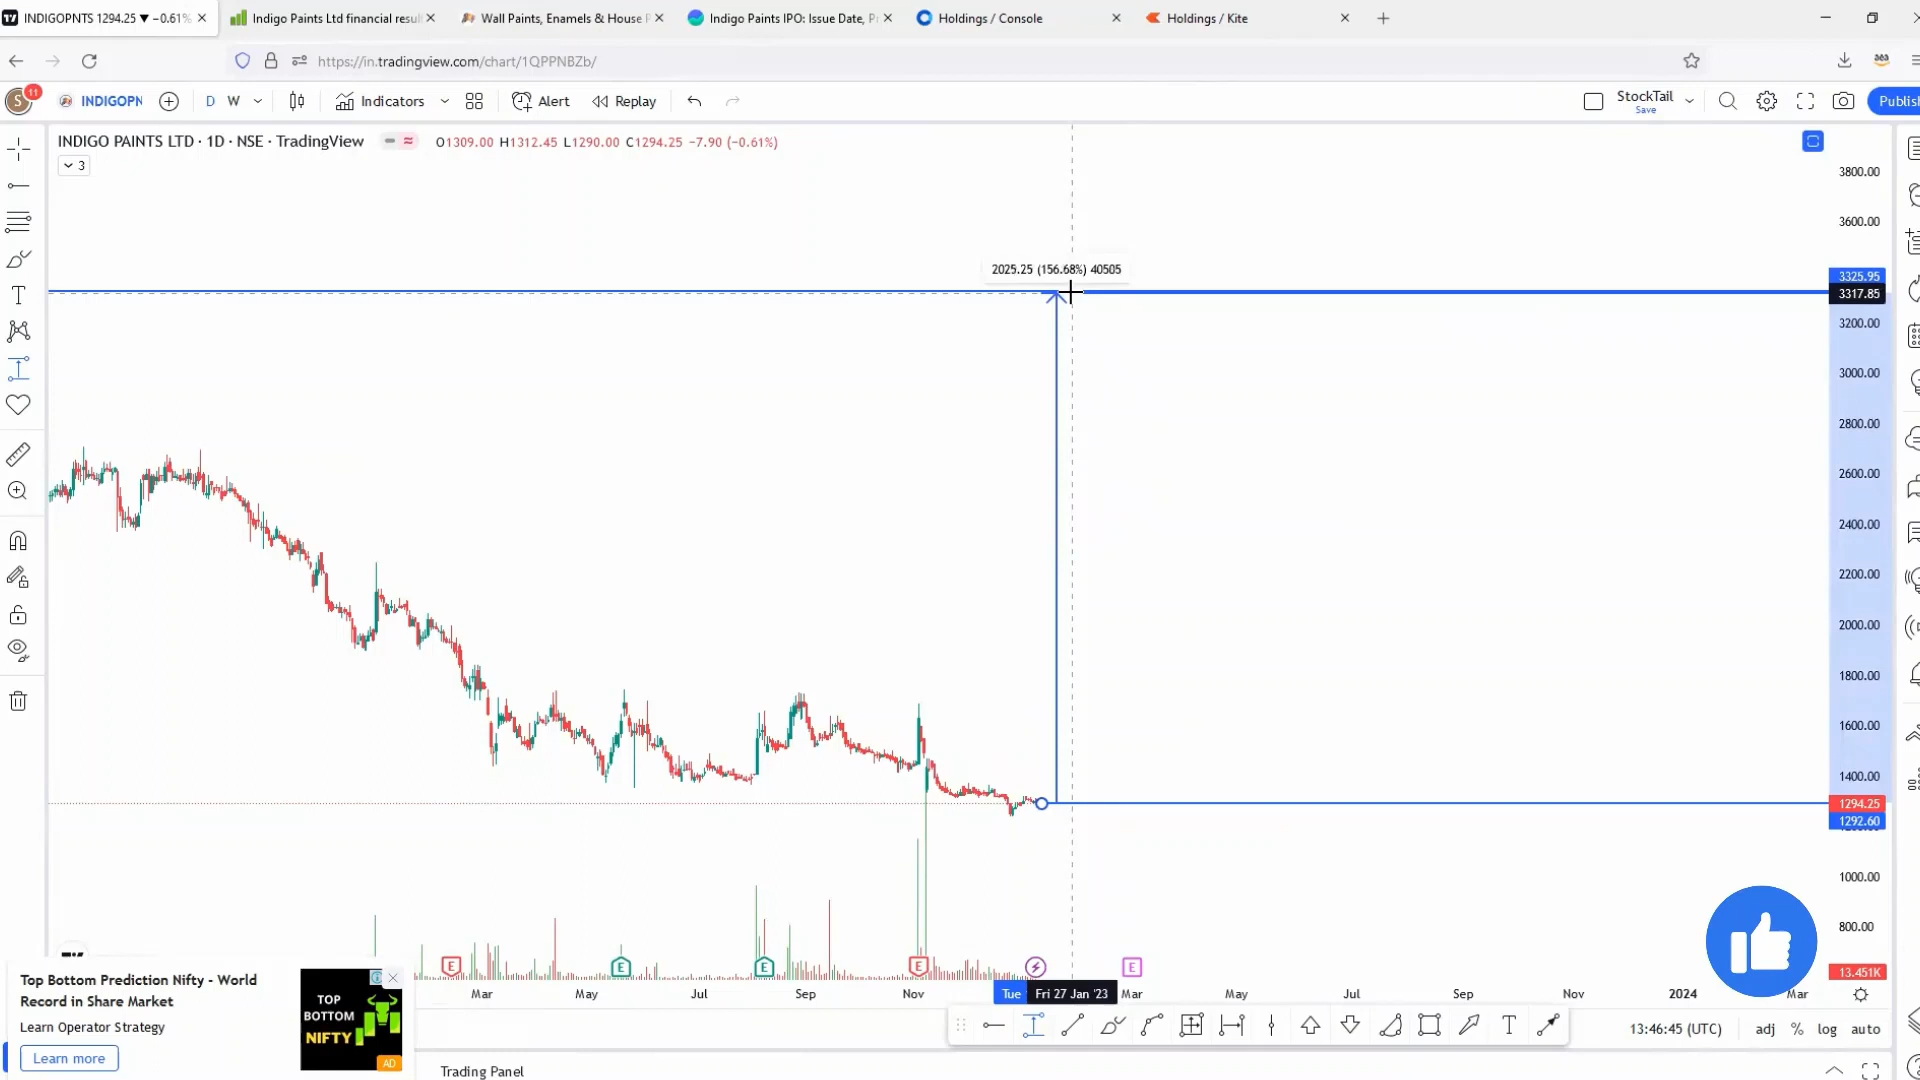 INDIGOPNTS 1294.25 ▼ −0.61%
Indigo Paints Ltd financial resul
Wall Paints, Enamels & House P
Indigo Paints IPO: Issue Date, P
Holdings / Console
Holdings / Kite
https://in.tradingview.com/chart/1QPPNBZb/
S 11
INDIGOPN
D W
Indicators
Alert
Replay
StockTail
Save
Publis
INDIGO PAINTS LTD · 1D · NSE · TradingView
O1309.00 H1312.45 L1290.00 C1294.25 −7.90 (−0.61%)
3
3800.00
3600.00
2025.25 (156.68%) 40505
3325.95
3317.85
3200.00
3000.00
2800.00
2600.00
2400.00
2200.00
2000.00
1800.00
1600.00
1400.00
1294.25
1292.60
1000.00
800.00
13.451K
E E E E E
Mar May Jul Sep Nov Tue Fri 27 Jan '23 Mar May Jul Sep Nov 2024 Mar
Top Bottom Prediction Nifty - World
Record in Share Market
Learn Operator Strategy
Learn more
TOP
BOTTOM
NIFTY
AD
13:46:45 (UTC)
adj % log auto
Trading Panel